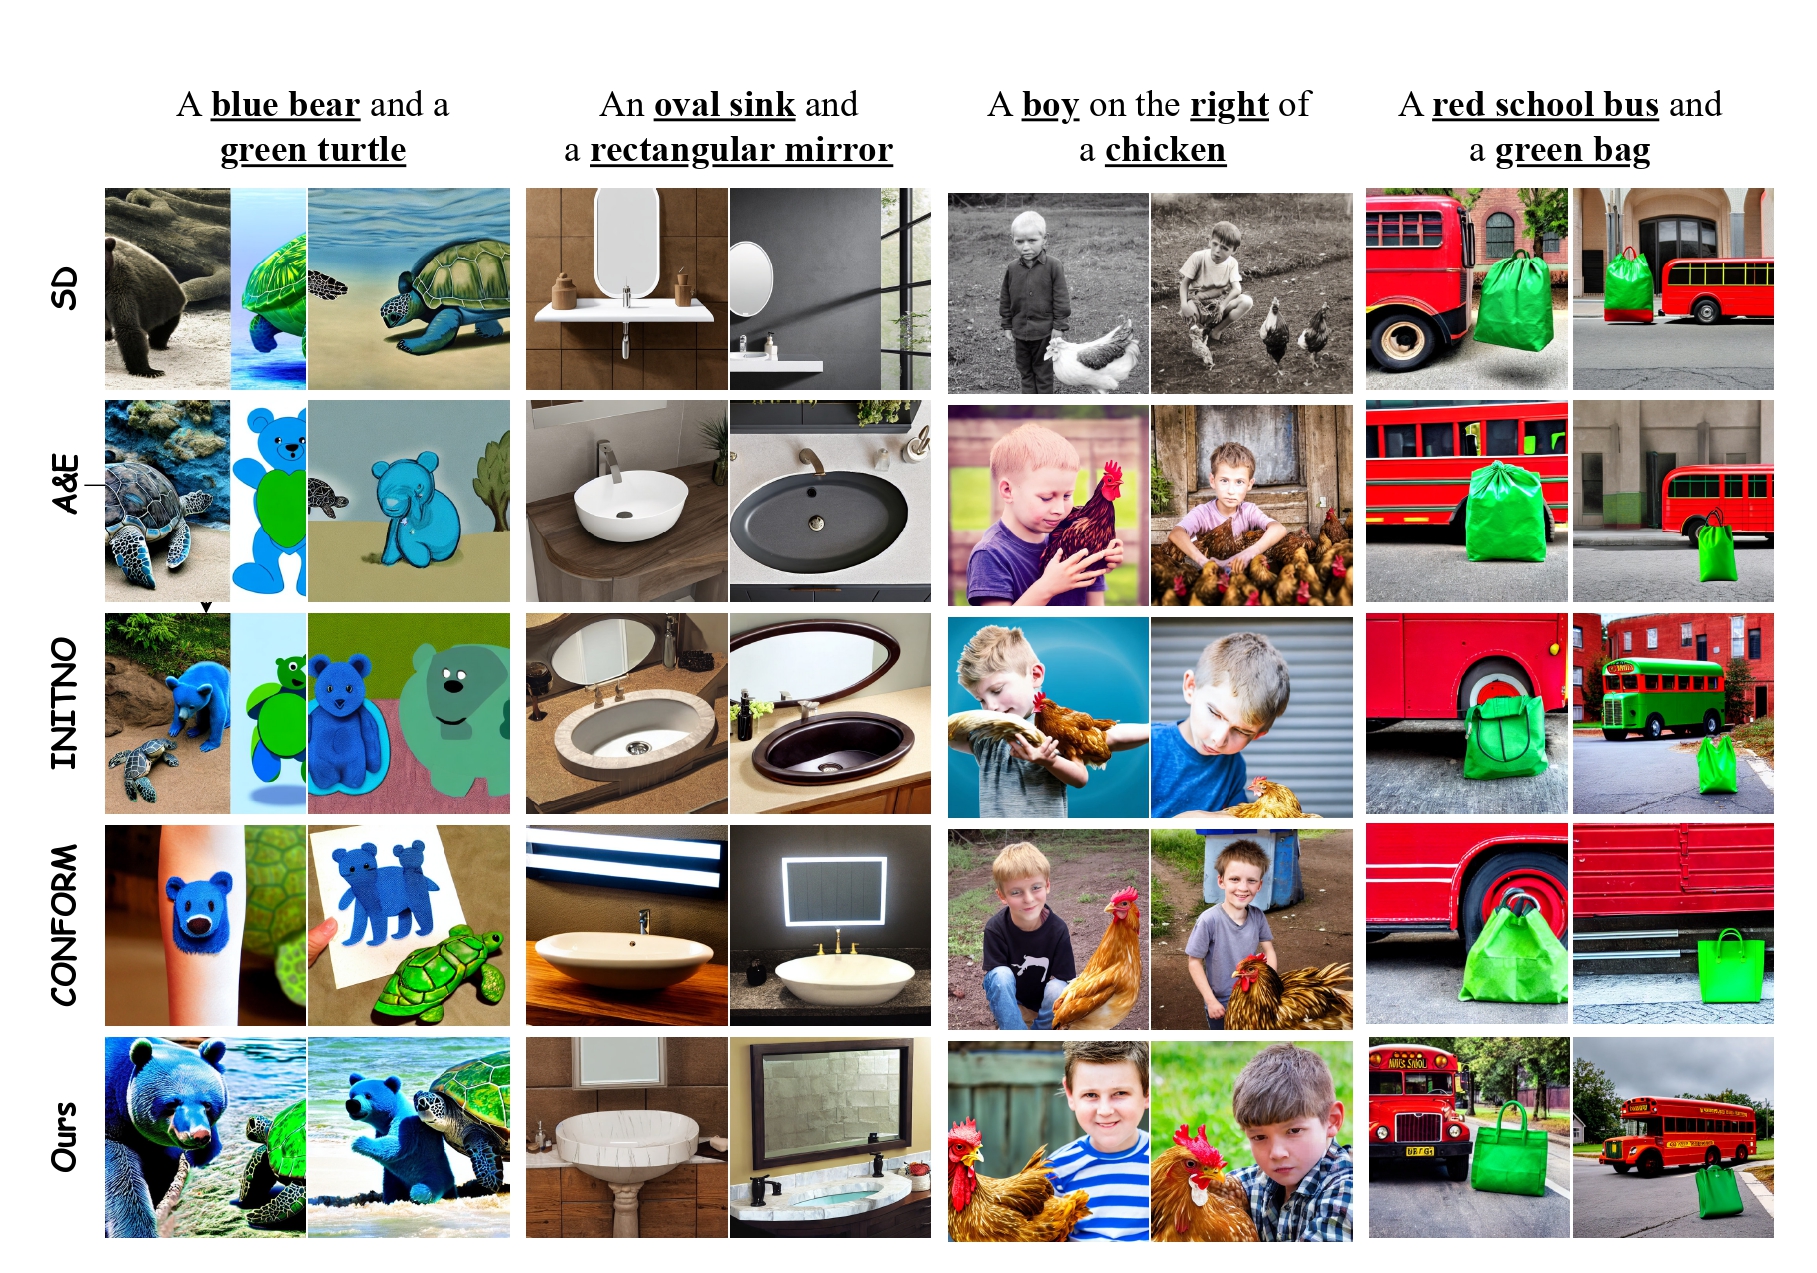 A blue bear and a
green turtle
An oval sink and
a rectangular mirror
A boy on the right of
a chicken
A red school bus and
a green bag
SD
A&E
INITNO
CONFORM
Ours